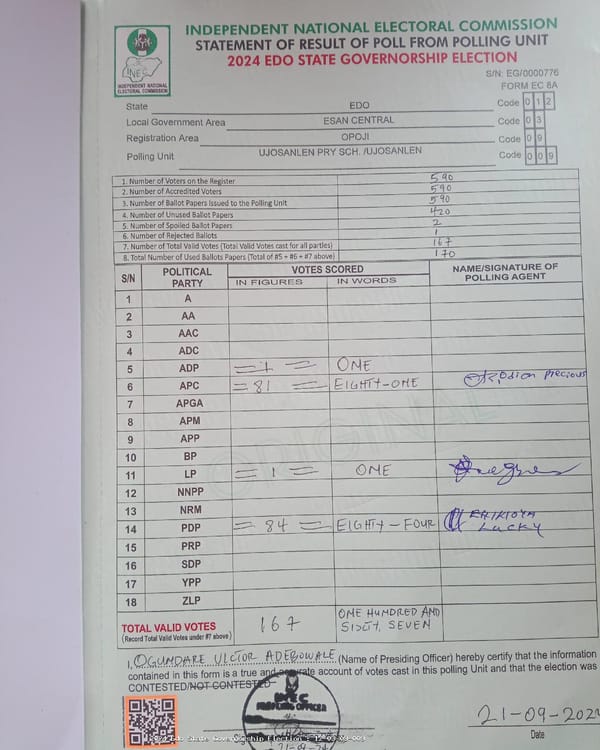 INDEPENDENT NATIONAL ELECTORAL COMMISSION
STATEMENT OF RESULT OF POLL FROM POLLING UNIT
2024 EDO STATE GOVERNORSHIP ELECTION
INEC
INDEPENDENT NATIONAL
ELECTORAL COMMISSION
S/N: EG/0000776
FORM EC 8A
State EDO Code 0 1 2
Local Government Area ESAN CENTRAL Code 0 3
Registration Area OPOJI Code 0 9
Polling Unit UJOSANLEN PRY SCH. /UJOSANLEN Code 0 0 9
1. Number of Voters on the Register 590
2. Number of Accredited Voters 590
3. Number of Ballot Papers Issued to the Polling Unit 590
4. Number of Unused Ballot Papers 420
5. Number of Spoiled Ballot Papers 2
6. Number of Rejected Ballots 1
7. Number of Total Valid Votes (Total Valid Votes cast for all parties) 167
8. Total Number of Used Ballots Papers (Total of #5 + #6 + #7 above) 170
S/N POLITICAL PARTY VOTES SCORED NAME/SIGNATURE OF POLLING AGENT
IN FIGURES IN WORDS
1 A
2 AA
3 AAC
4 ADC
5 ADP =1= ONE
6 APC =81= EIGHTY-ONE Odion precious
7 APGA
8 APM
9 APP
10 BP
11 LP =1= ONE
12 NNPP
13 NRM
14 PDP =84= EIGHTY-FOUR Lucky
15 PRP
16 SDP
17 YPP
18 ZLP
TOTAL VALID VOTES 167 ONE HUNDRED AND SIXTY, SEVEN
(Record Total Valid Votes under #7 above)
I, OGUNDARE VICTOR ADEBOWALE (Name of Presiding Officer) hereby certify that the information
contained in this form is a true and accurate account of votes cast in this polling unit and that the election was
CONTESTED/NOT CONTESTED
INEC
PRESIDING OFFICER
21-09-2024
Date